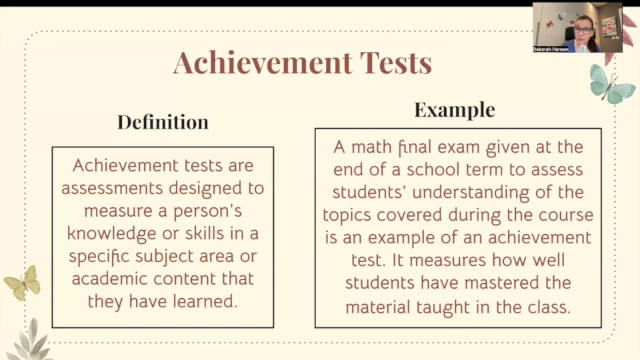 Deborah Hansen
Achievement Tests
Definition
Achievement tests are
assessments designed to
measure a person's
knowledge or skills in a
specific subject area or
academic content that
they have learned.
Example
A math final exam given at the
end of a school term to assess
students' understanding of the
topics covered during the course
is an example of an achievement
test. It measures how well
students have mastered the
material taught in the class.